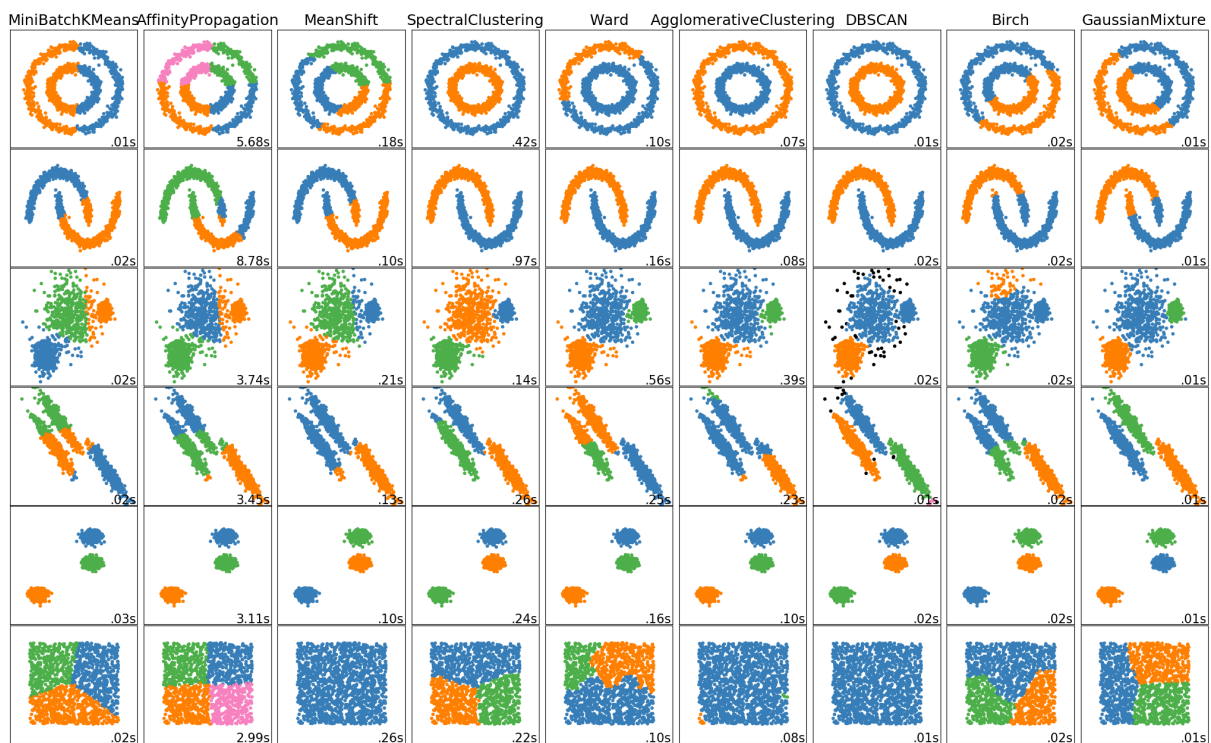 MiniBatchKMeans AffinityPropagation MeanShift SpectralClustering Ward AgglomerativeClustering DBSCAN Birch GaussianMixture
.01s 5.68s .18s .42s .10s .07s .01s .02s .01s
.02s 8.78s .10s .97s .16s .08s .02s .02s .01s
.02s 3.74s .21s .14s .56s .39s .02s .02s .01s
.02s 3.45s .13s .26s .25s .23s .01s .02s .01s
.03s 3.11s .10s .24s .16s .10s .02s .02s .01s
.02s 2.99s .26s .22s .10s .08s .01s .02s .01s